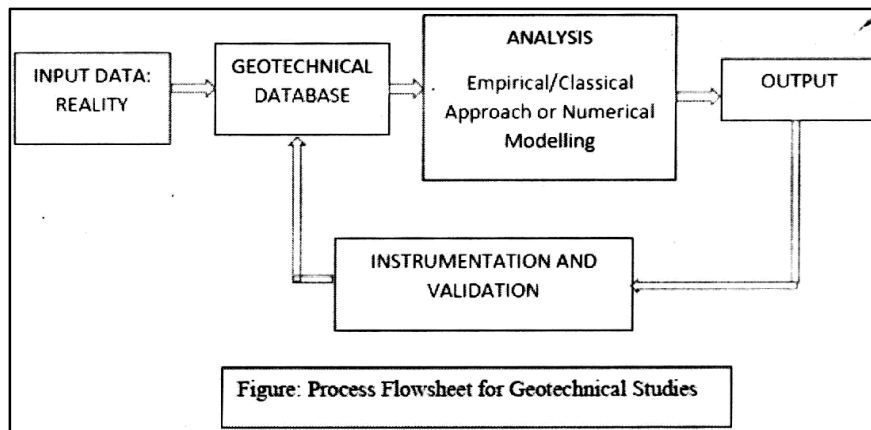 INPUT DATA:
REALITY
GEOTECHNICAL
DATABASE
ANALYSIS
Empirical/Classical
Approach or Numerical
Modelling
OUTPUT
INSTRUMENTATION AND
VALIDATION
Figure: Process Flowsheet for Geotechnical Studies